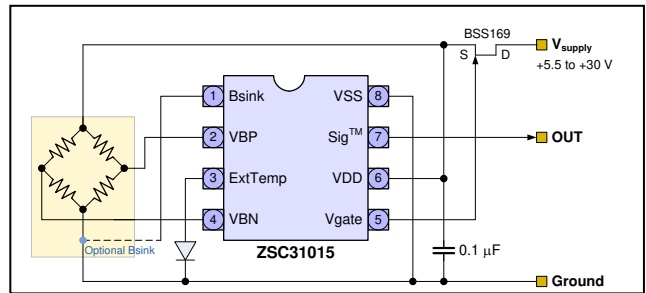 BSS169
S D
Vsupply
+5.5 to +30 V
1 Bsink
VSS 8
2 VBP
Sig™ 7
OUT
3 ExtTemp
VDD 6
4 VBN
Vgate 5
Optional Bsink
ZSC31015
0.1 µF
Ground